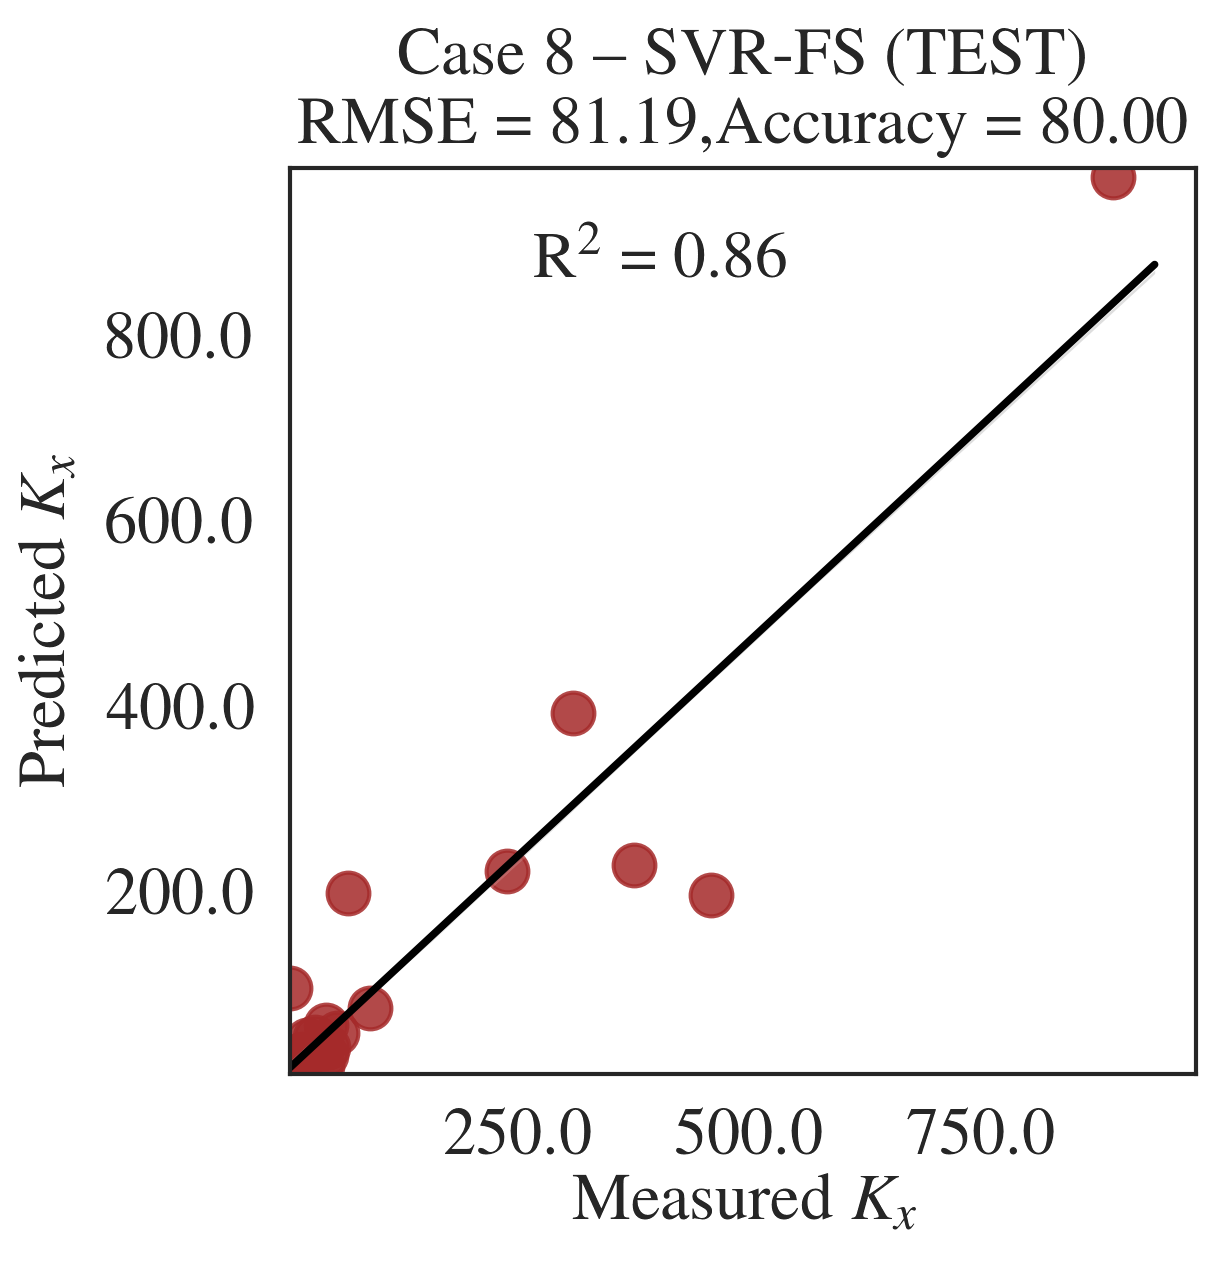 Case 8 – SVR-FS (TEST)
RMSE = 81.19,Accuracy = 80.00
R² = 0.86
800.0
600.0
400.0
200.0
Predicted Kₓ
250.0 500.0 750.0
Measured Kₓ